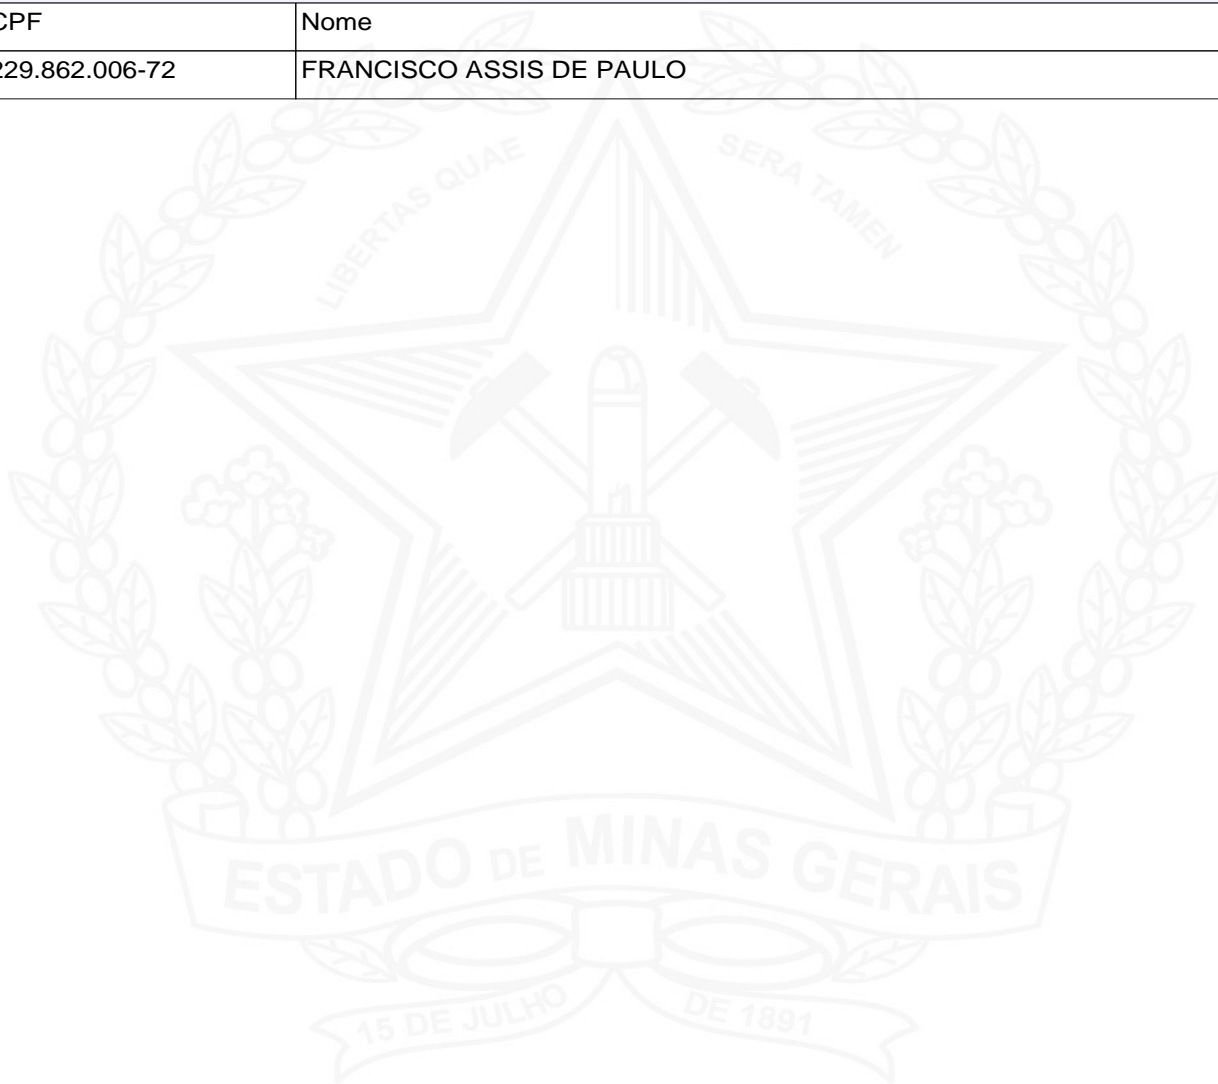 CPF Nome
229.862.006-72 FRANCISCO ASSIS DE PAULO
LIBERTAS QUAE SERA TAMEN
ESTADO DE MINAS GERAIS
15 DE JULHO DE 1891